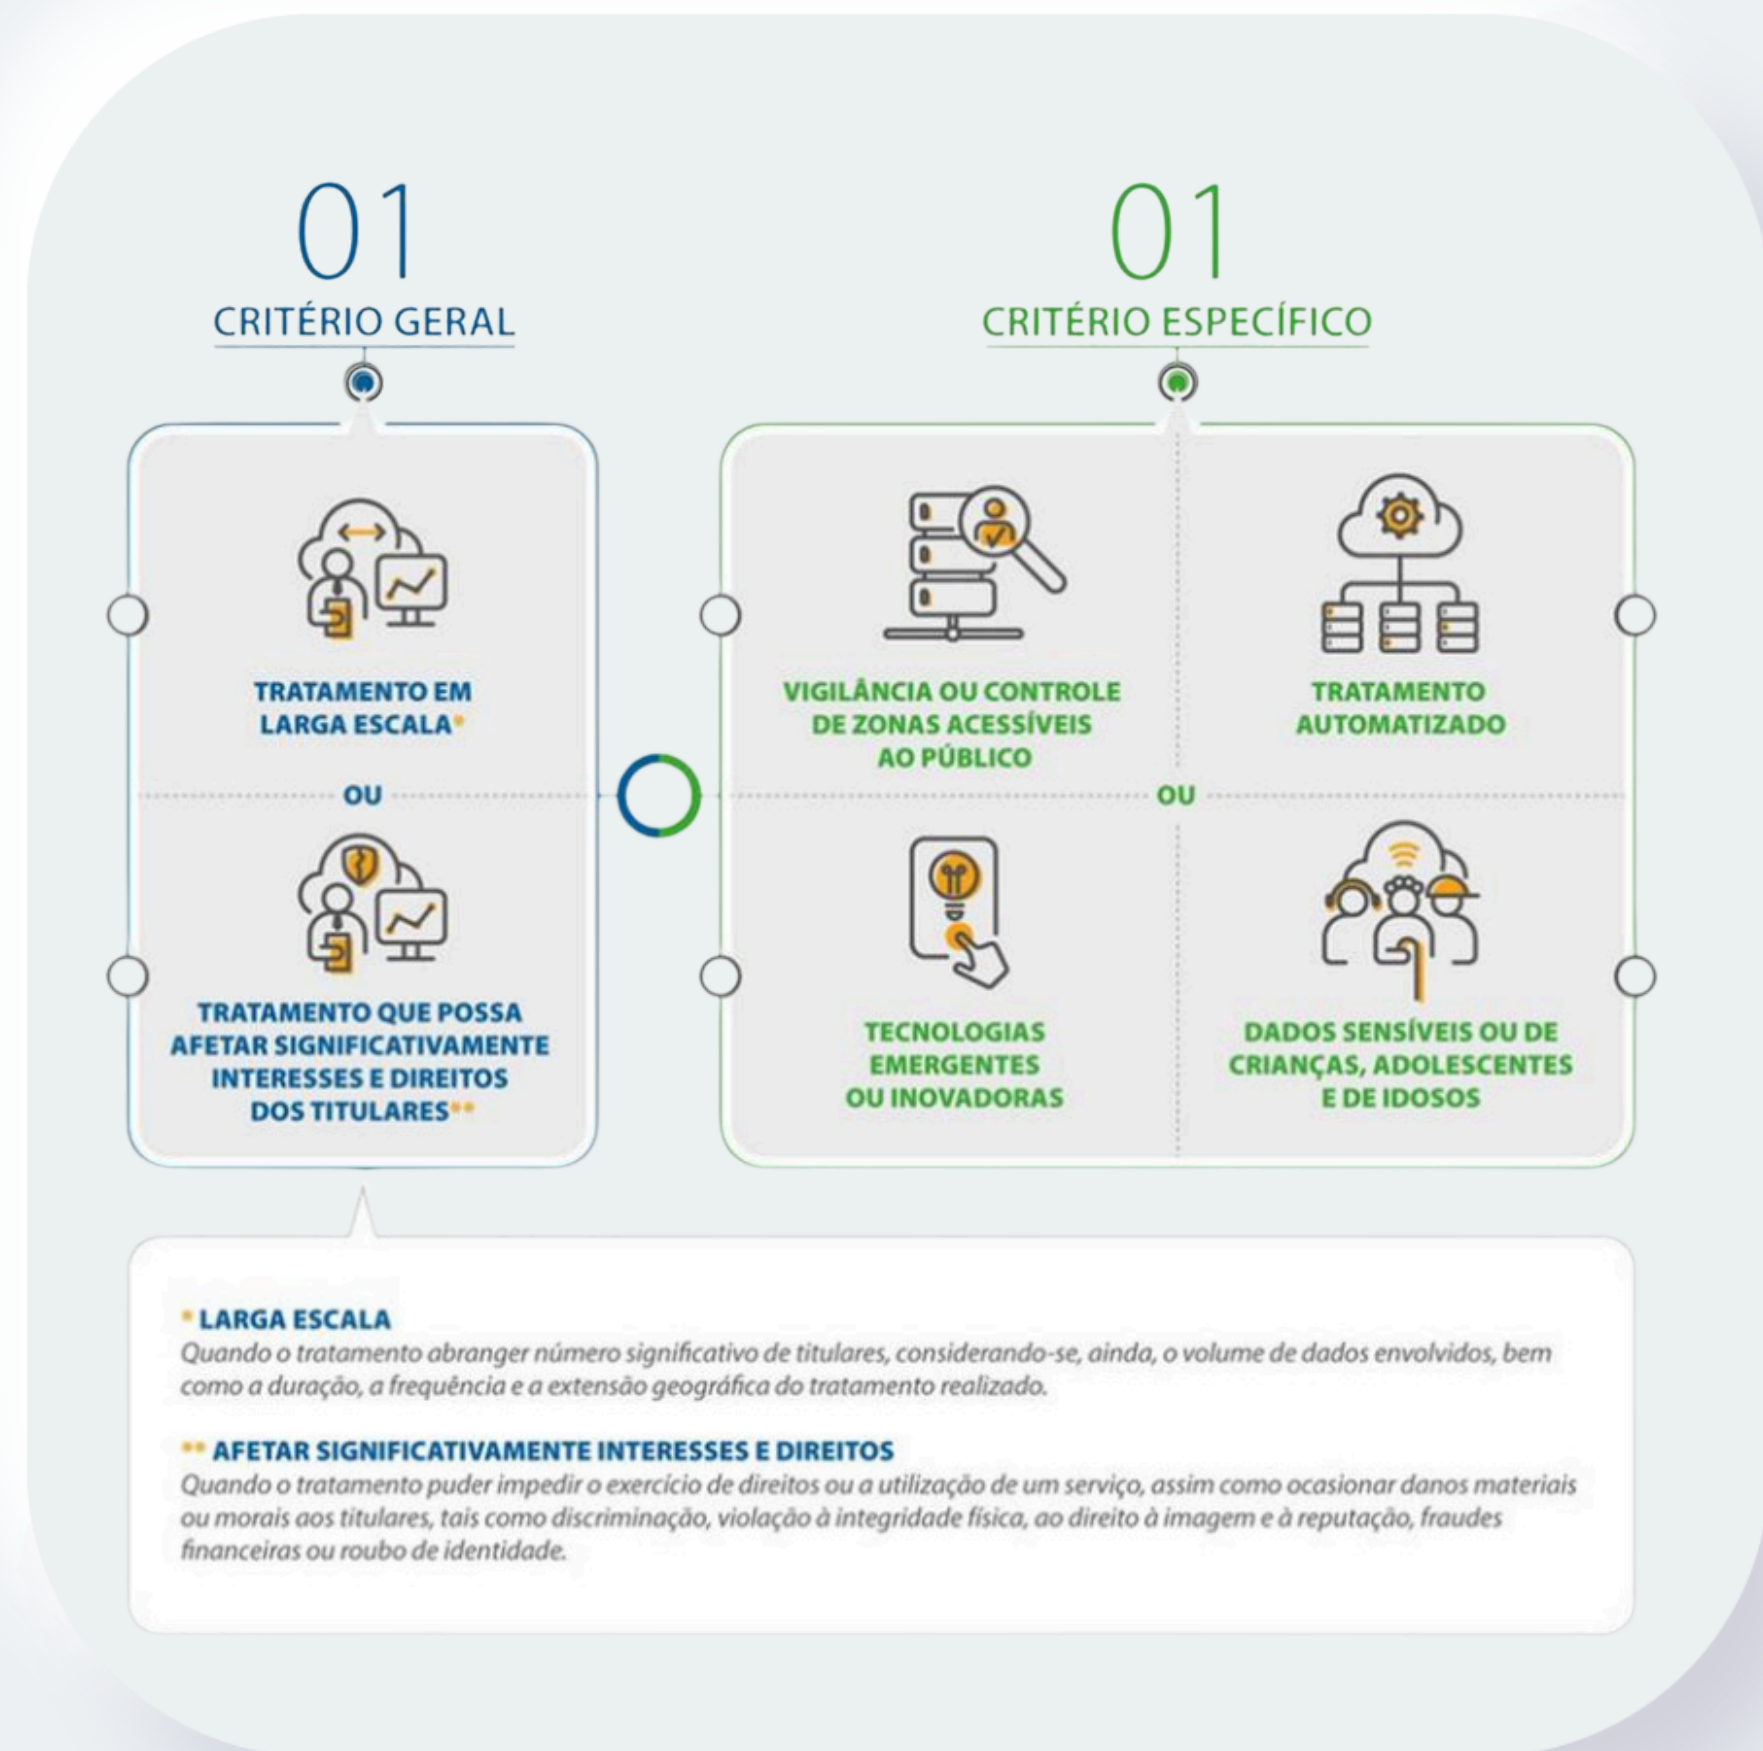 01
CRITÉRIO GERAL
TRATAMENTO EM
LARGA ESCALA*
OU
TRATAMENTO QUE POSSA
AFETAR SIGNIFICATIVAMENTE
INTERESSES E DIREITOS
DOS TITULARES**
01
CRITÉRIO ESPECÍFICO
VIGILÂNCIA OU CONTROLE
DE ZONAS ACESSÍVEIS
AO PÚBLICO
TRATAMENTO
AUTOMATIZADO
OU
TECNOLOGIAS
EMERGENTES
OU INOVADORAS
DADOS SENSÍVEIS OU DE
CRIANÇAS, ADOLESCENTES
E DE IDOSOS
* LARGA ESCALA
Quando o tratamento abranger número significativo de titulares, considerando-se, ainda, o volume de dados envolvidos, bem
como a duração, a frequência e a extensão geográfica do tratamento realizado.
** AFETAR SIGNIFICATIVAMENTE INTERESSES E DIREITOS
Quando o tratamento puder impedir o exercício de direitos ou a utilização de um serviço, assim como ocasionar danos materiais
ou morais aos titulares, tais como discriminação, violação à integridade física, ao direito à imagem e à reputação, fraudes
financeiras ou roubo de identidade.